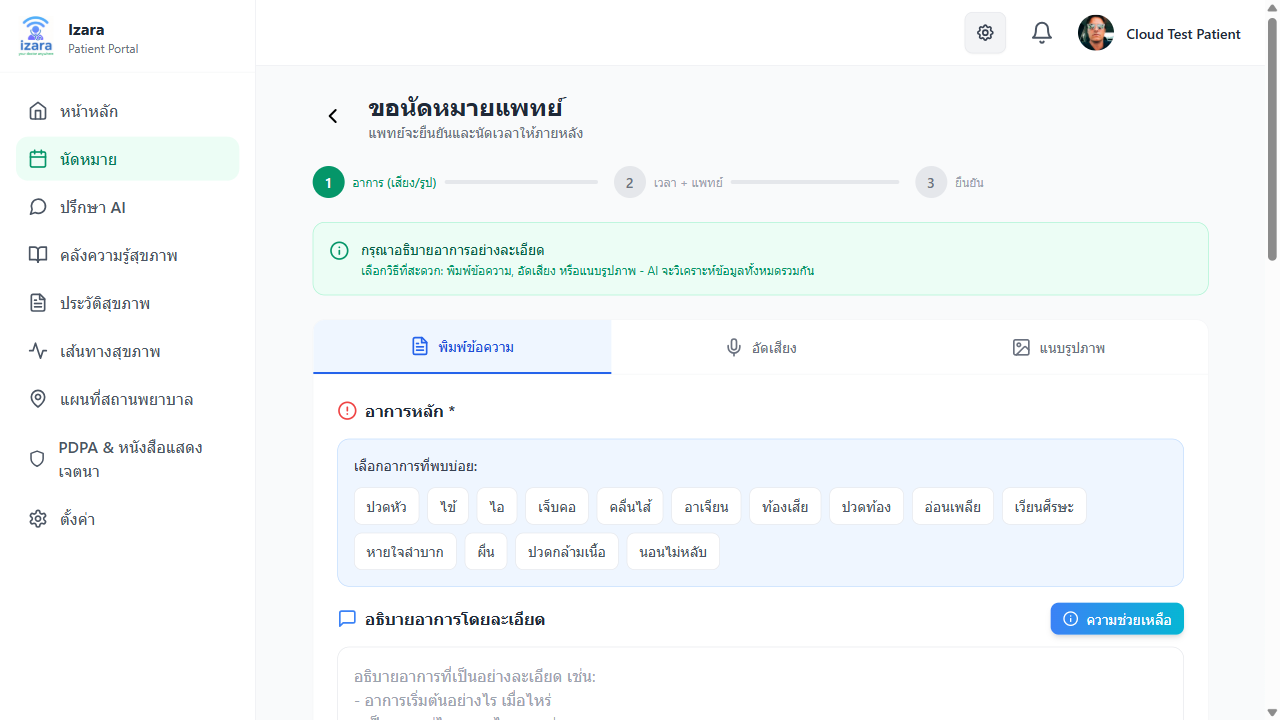 izara
Izara
Patient Portal
Cloud Test Patient
หน้าหลัก
นัดหมาย
ปรึกษา AI
คลังความรู้สุขภาพ
ประวัติสุขภาพ
เส้นทางสุขภาพ
แผนที่สถานพยาบาล
PDPA & หนังสือแสดง
เจตนา
ตั้งค่า
ขอนัดหมายแพทย์
แพทย์จะยืนยันและนัดเวลาให้ภายหลัง
1 อาการ (เสียง/รูป) 2 เวลา + แพทย์ 3 ยืนยัน
กรุณาอธิบายอาการอย่างละเอียด
เลือกวิธีที่สะดวก: พิมพ์ข้อความ, อัดเสียง หรือแนบรูปภาพ - AI จะวิเคราะห์ข้อมูลทั้งหมดรวมกัน
พิมพ์ข้อความ อัดเสียง แนบรูปภาพ
อาการหลัก *
เลือกอาการที่พบบ่อย:
ปวดหัว ไข้ ไอ เจ็บคอ คลื่นไส้ อาเจียน ท้องเสีย ปวดท้อง อ่อนเพลีย เวียนศีรษะ
หายใจลำบาก ผื่น ปวดกล้ามเนื้อ นอนไม่หลับ
อธิบายอาการโดยละเอียด ความช่วยเหลือ
อธิบายอาการที่เป็นอย่างละเอียด เช่น:
- อาการเริ่มต้นอย่างไร เมื่อไหร่